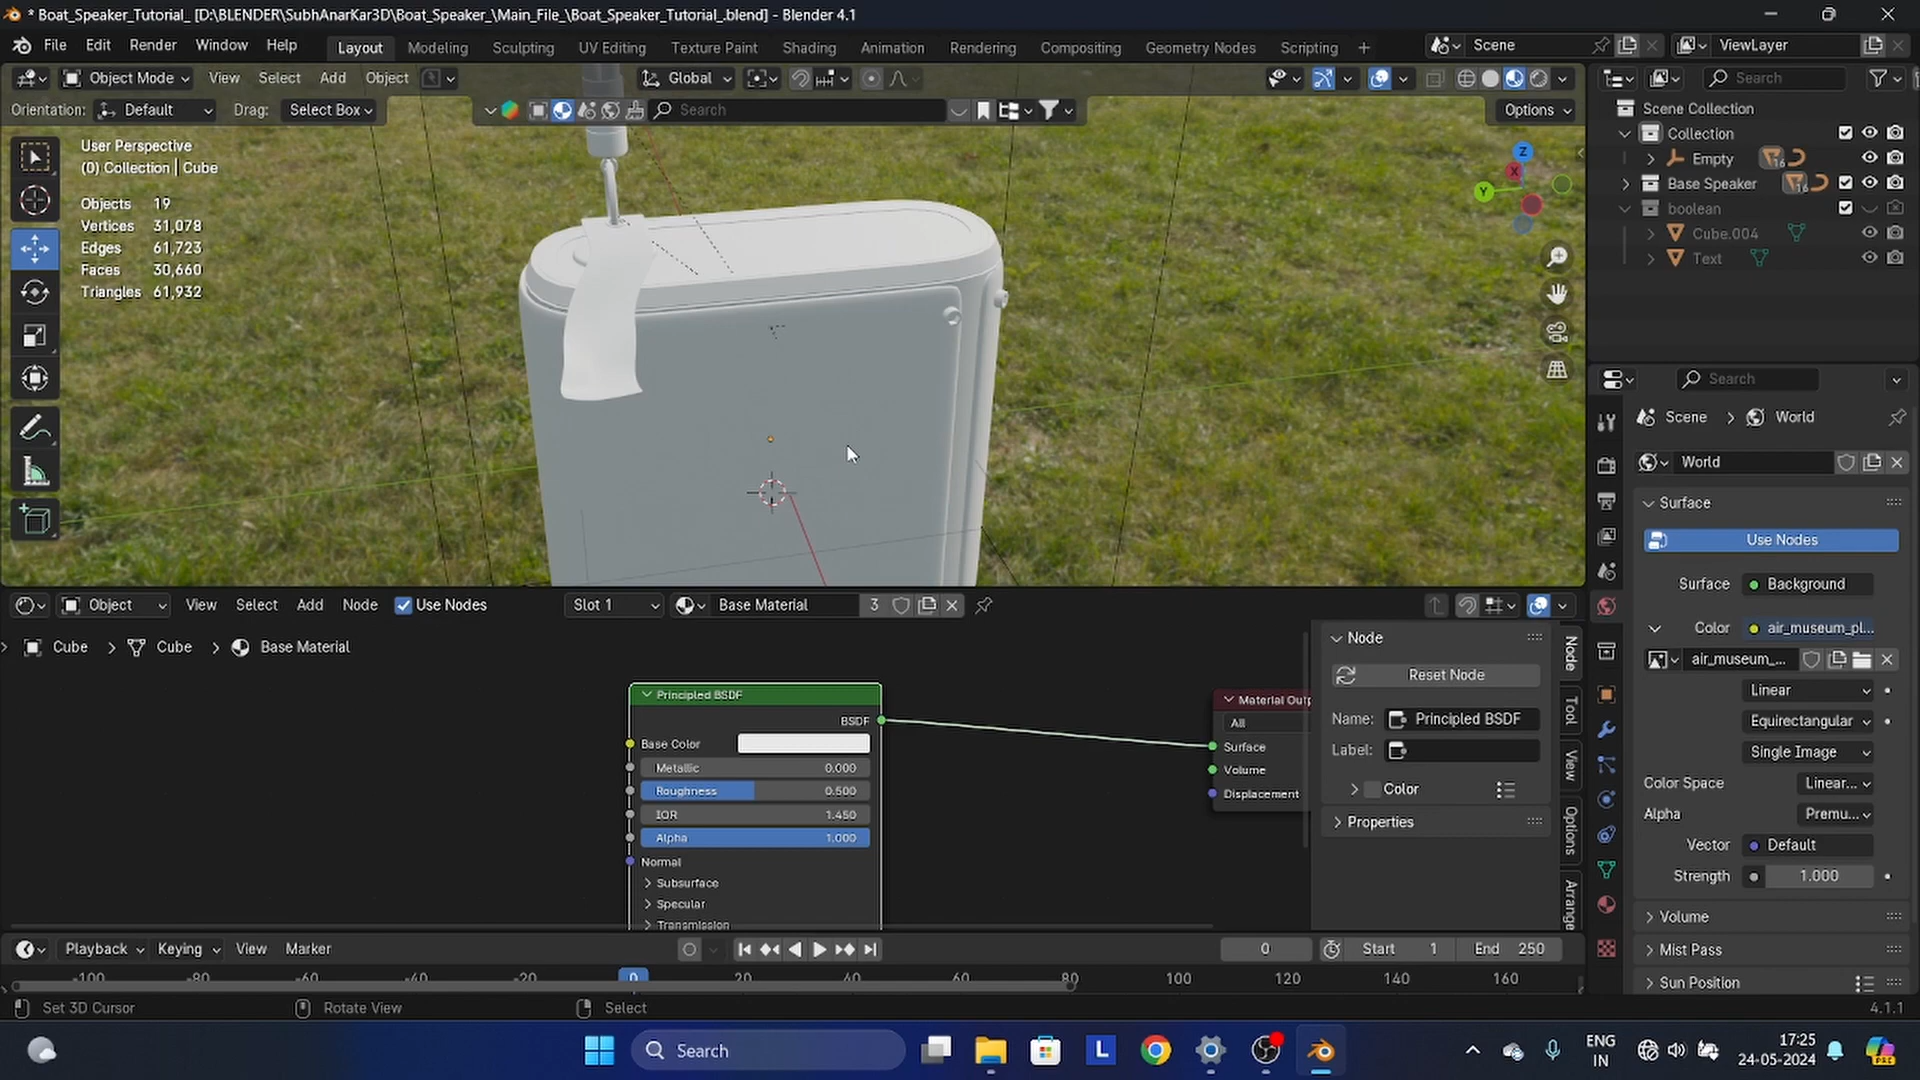 * Boat_Speaker_Tutorial_ [D:\BLENDER\SubhAnarKar3D\Boat_Speaker_\Main_File_\Boat_Speaker_Tutorial_.blend] - Blender 4.1
File Edit Render Window Help Layout Modeling Sculpting UV Editing Texture Paint Shading Animation Rendering Compositing Geometry Nodes Scripting + Scene ViewLayer
Object Mode View Select Add Object Global Search
Orientation: Default Drag: Select Box Search Options
User Perspective
(0) Collection | Cube
Objects 19
Vertices 31,078
Edges 61,723
Faces 30,660
Triangles 61,932
Z
X
Y
Scene Collection
Collection
Empty 16
Base Speaker 16
boolean
Cube.004
Text
Search
Scene > World
World
Surface
Use Nodes
Surface Background
Color air_museum_pl...
air_museum_...
Linear
Equirectangular
Single Image
Color Space Linear...
Alpha Premu...
Vector Default
Strength 1.000
Volume
Mist Pass
Sun Position
Object View Select Add Node Use Nodes Slot 1 Base Material 3
Cube > Cube > Base Material
Principled BSDF
BSDF
Base Color
Metallic 0.000
Roughness 0.500
IOR 1.450
Alpha 1.000
Normal
Subsurface
Specular
Transmission
Material Outp
All
Surface
Volume
Displacement
Node
Reset Node
Name: Principled BSDF
Label:
Color
Properties
Node
Tool
View
Options
Arrange
Playback Keying View Marker 0 Start 1 End 250
-100 -80 -60 -40 -20 0 20 40 60 80 100 120 140 160
Set 3D Cursor Rotate View Select 4.1.1
Search L ENG
IN
17:25
24-05-2024
PRE